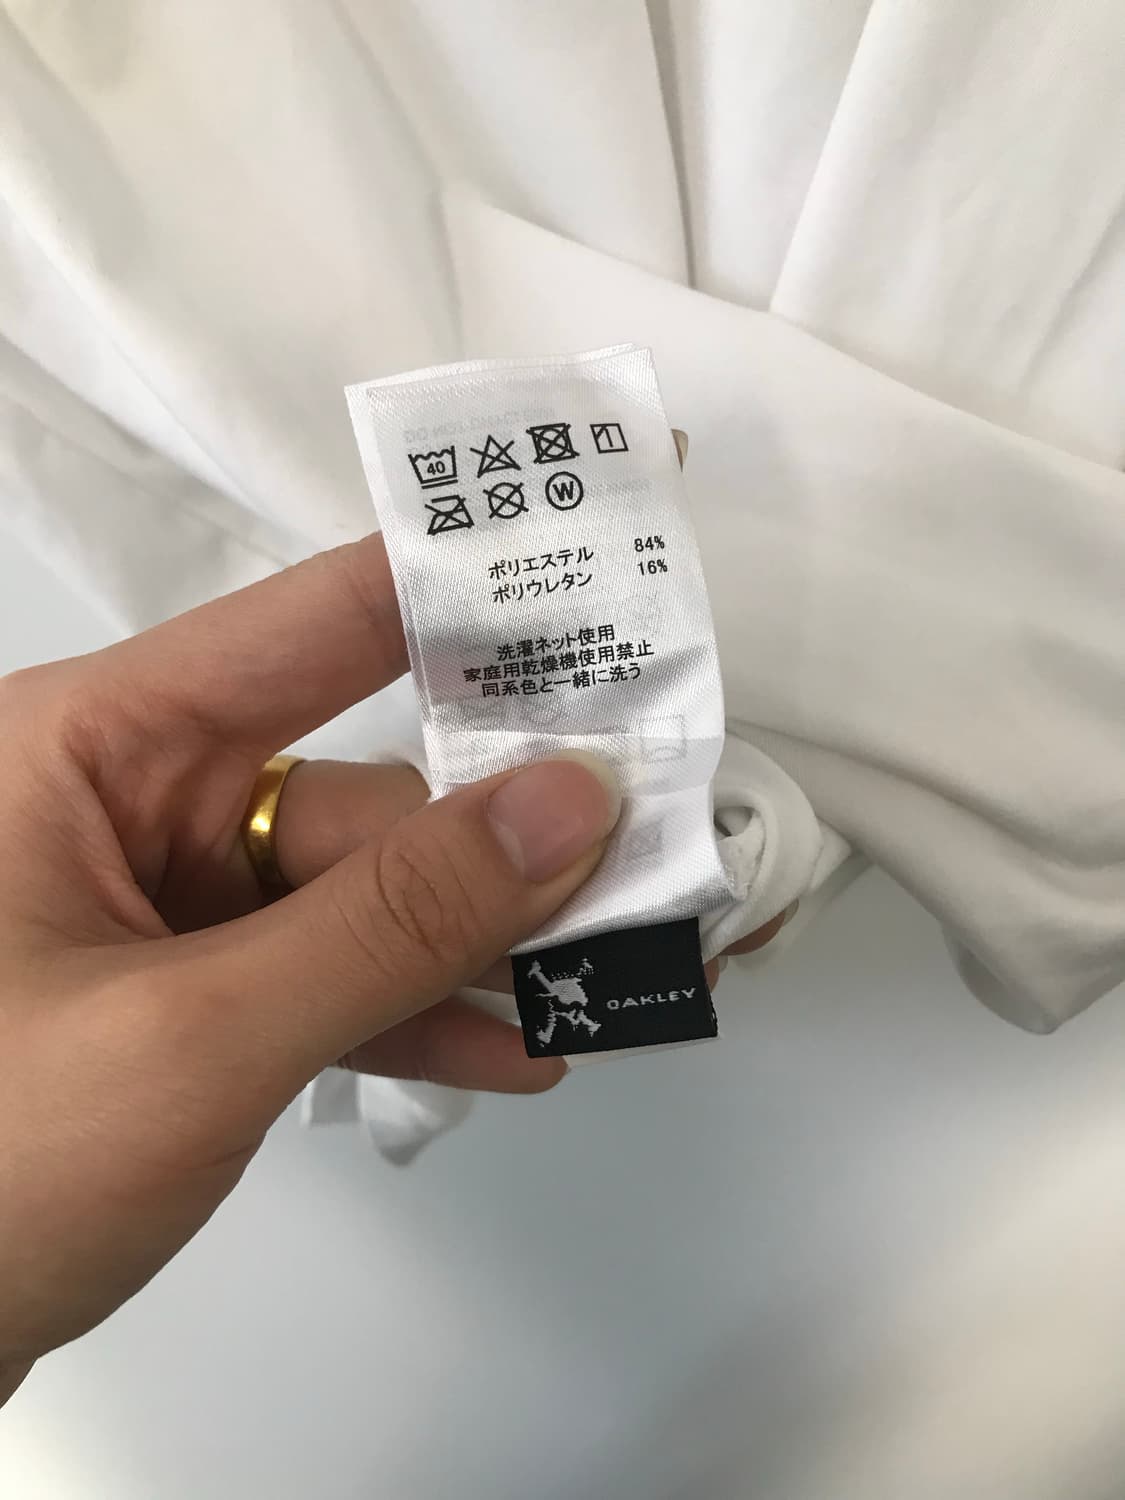 40
W
ポリエステル 84%
ポリウレタン 16%
洗濯ネット使用
家庭用乾燥機使用禁止
同系色と一緒に洗う
OAKLEY